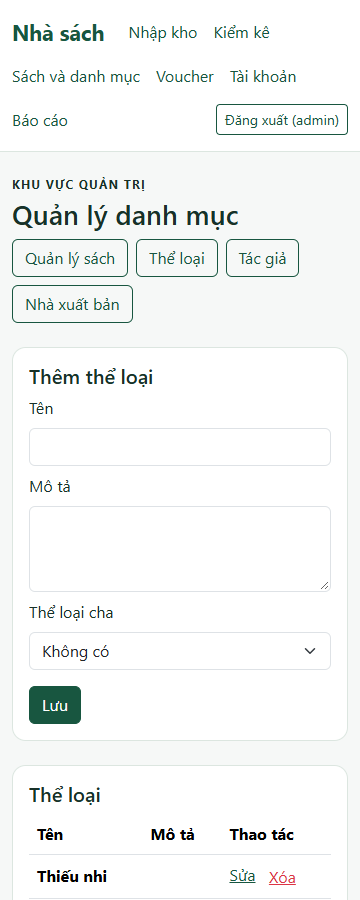 Nhà sách Nhập kho Kiểm kê
Sách và danh mục Voucher Tài khoản
Báo cáo Đăng xuất (admin)
KHU VỰC QUẢN TRỊ
Quản lý danh mục
Quản lý sách Thể loại Tác giả
Nhà xuất bản
Thêm thể loại
Tên
Mô tả
Thể loại cha
Không có
Lưu
Thể loại
Tên Mô tả Thao tác
Thiếu nhi Sửa Xóa